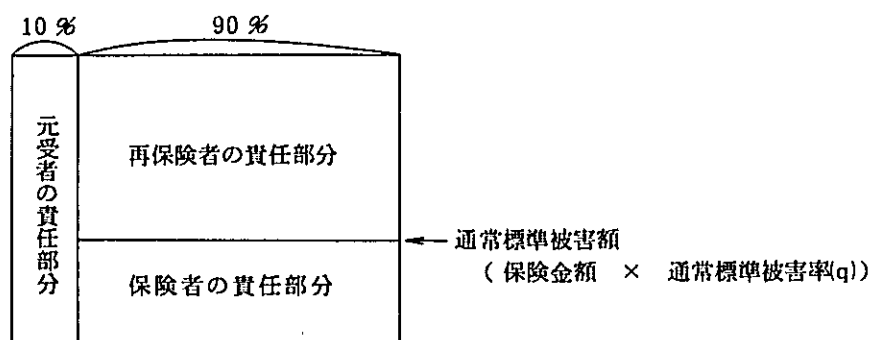 10 % 90 %
元受者の責任部分
再保険者の責任部分
通常標準被害額
(保険金額 × 通常標準被害率(q))
保険者の責任部分